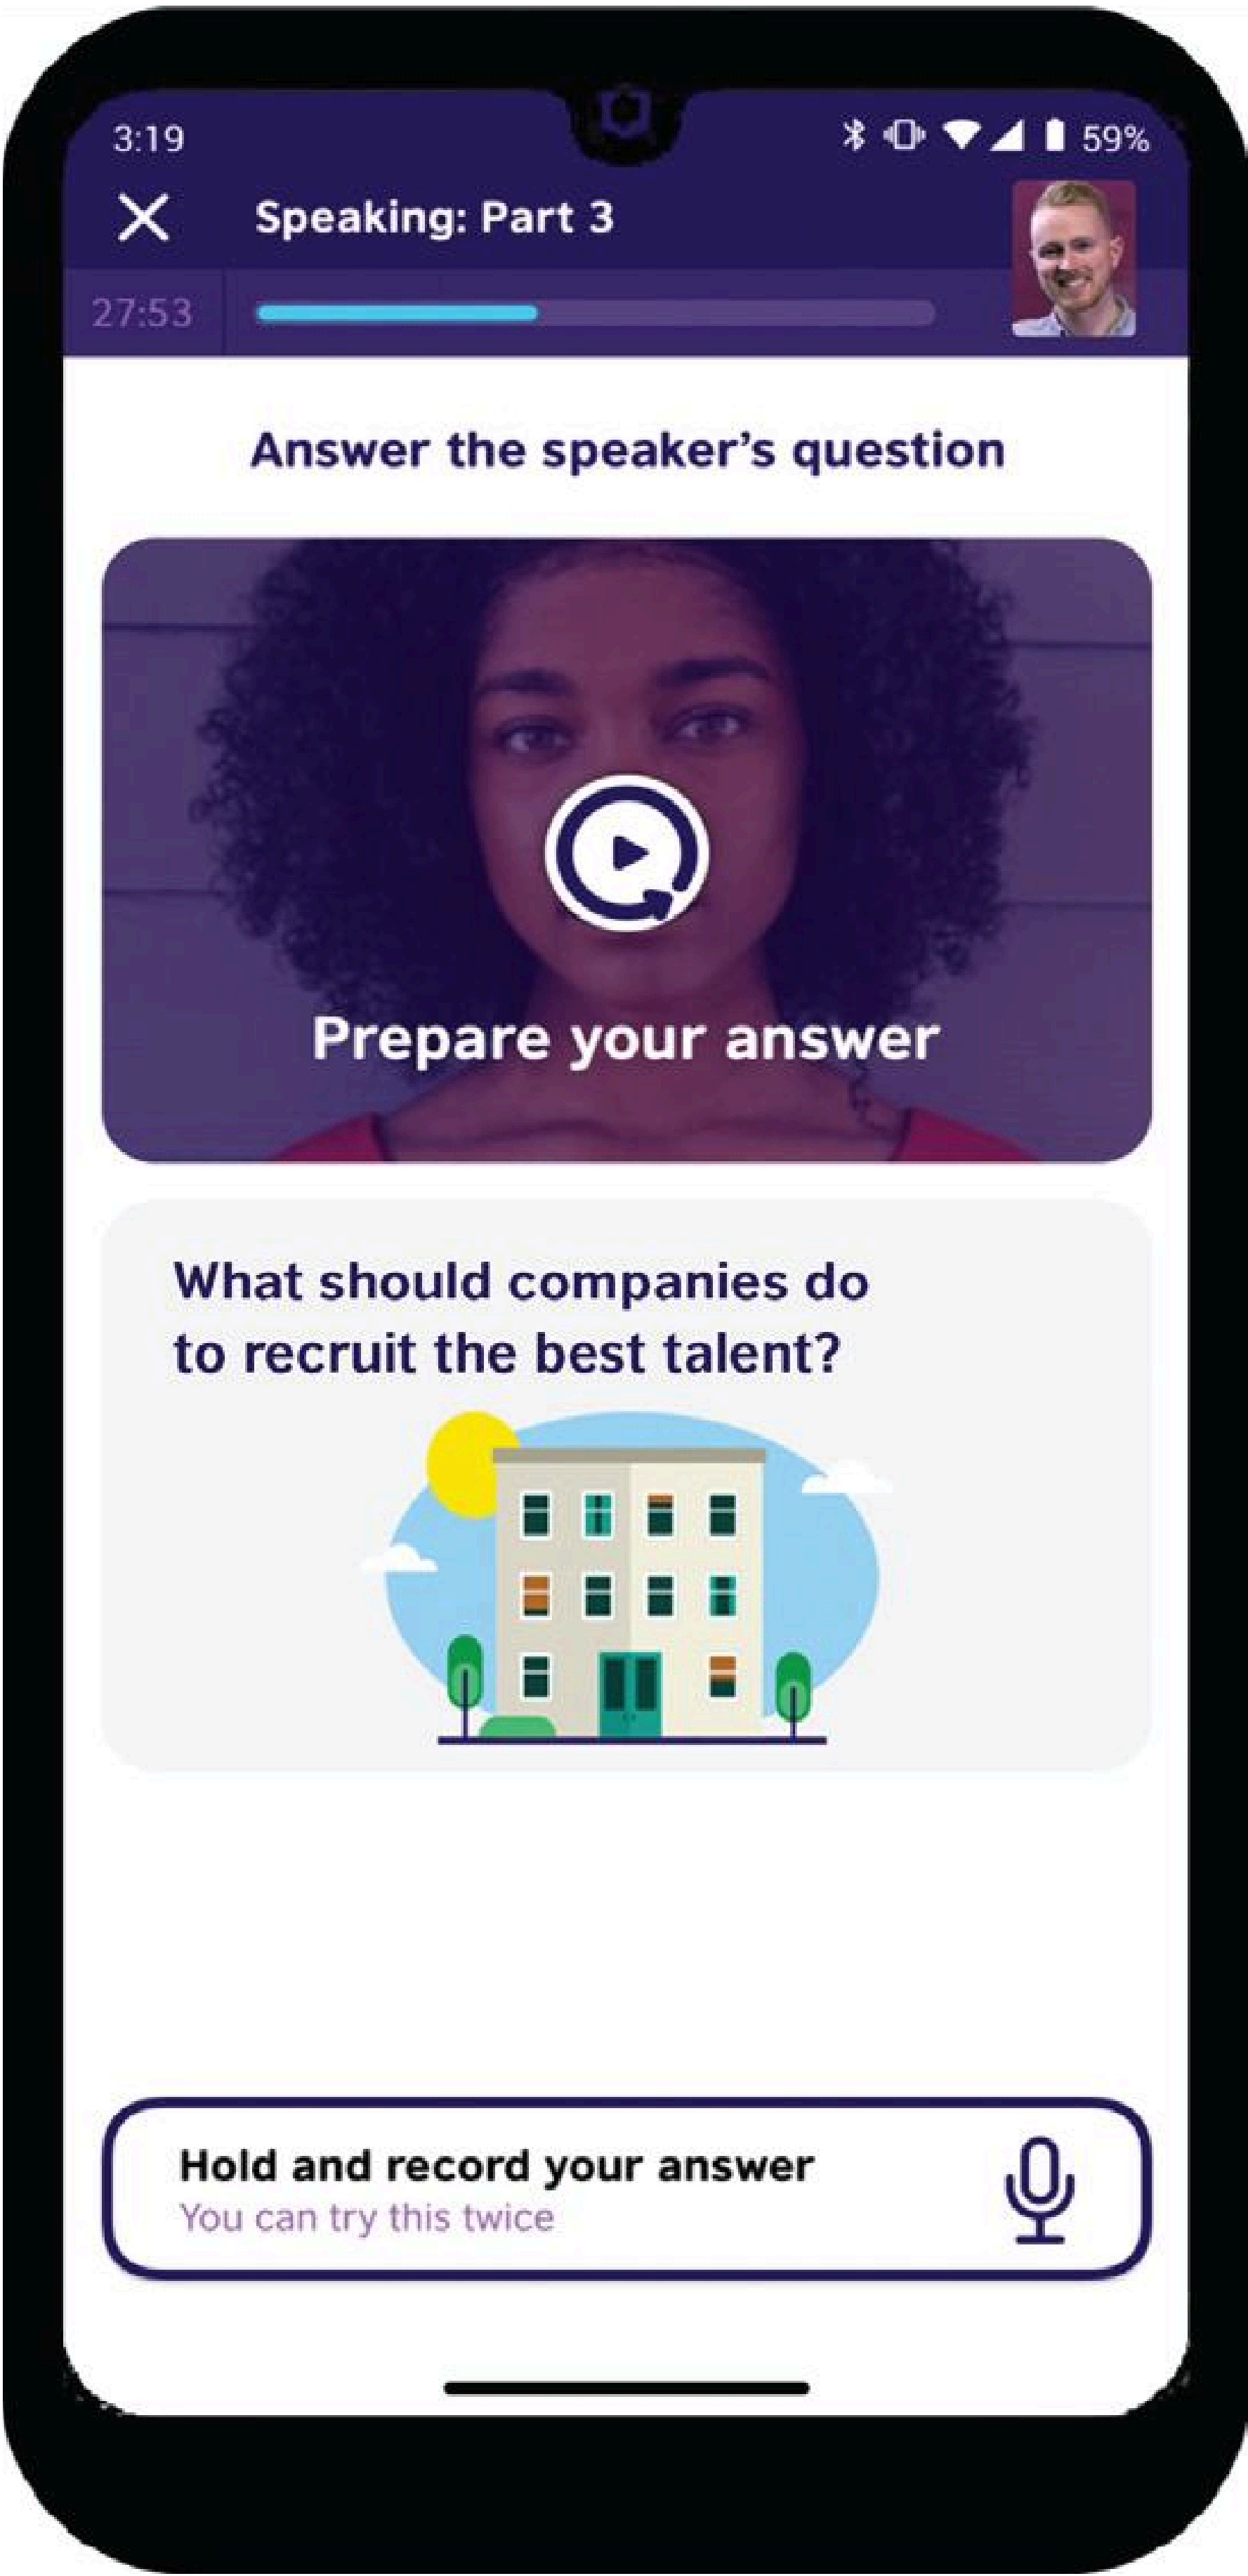 3:19
59%
Speaking: Part 3
27:53
Answer the speaker’s question
Prepare your answer
What should companies do
to recruit the best talent?
Hold and record your answer
You can try this twice